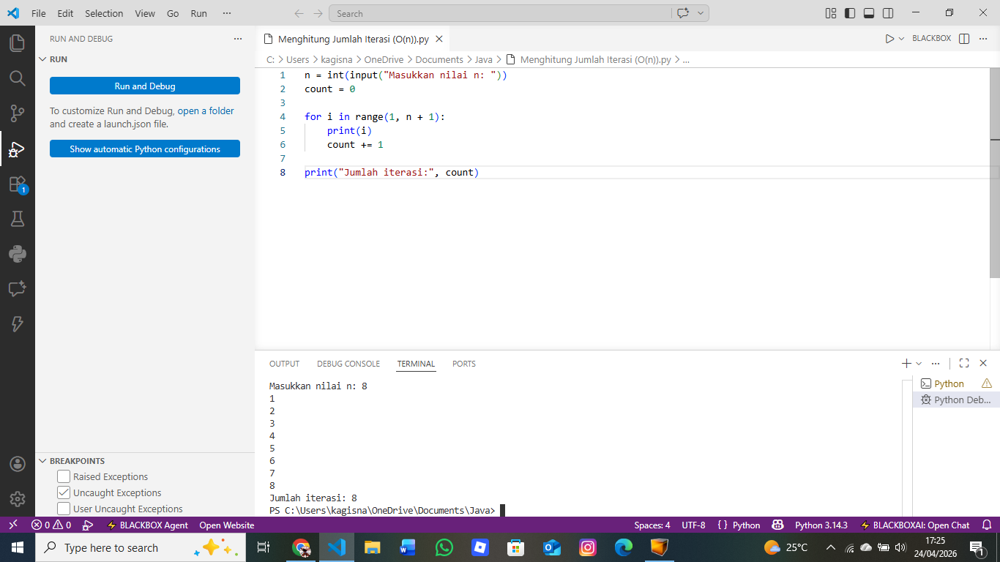 File Edit Selection View Go Run ··· Search
RUN AND DEBUG ···
RUN
Run and Debug
To customize Run and Debug, open a folder
and create a launch.json file.
Show automatic Python configurations
Menghitung Jumlah Iterasi (O(n)).py
BLACKBOX
C: > Users > kagisna > OneDrive > Documents > Java > Menghitung Jumlah Iterasi (O(n)).py > ...
1 n = int(input("Masukkan nilai n: "))
2 count = 0
3
4 for i in range(1, n + 1):
5     print(i)
6     count += 1
7
8 print("Jumlah iterasi:", count)
OUTPUT DEBUG CONSOLE TERMINAL PORTS
Masukkan nilai n: 8
1
2
3
4
5
6
7
8
Jumlah iterasi: 8
PS C:\Users\kagisna\OneDrive\Documents\Java>
Python
Python Deb...
1
BREAKPOINTS
Raised Exceptions
Uncaught Exceptions
User Uncaught Exceptions
0 0 BLACKBOX Agent Open Website Spaces: 4 UTF-8 { } Python Python 3.14.3 BLACKBOXAI: Open Chat
Type here to search
25°C
17:25
24/04/2026
1